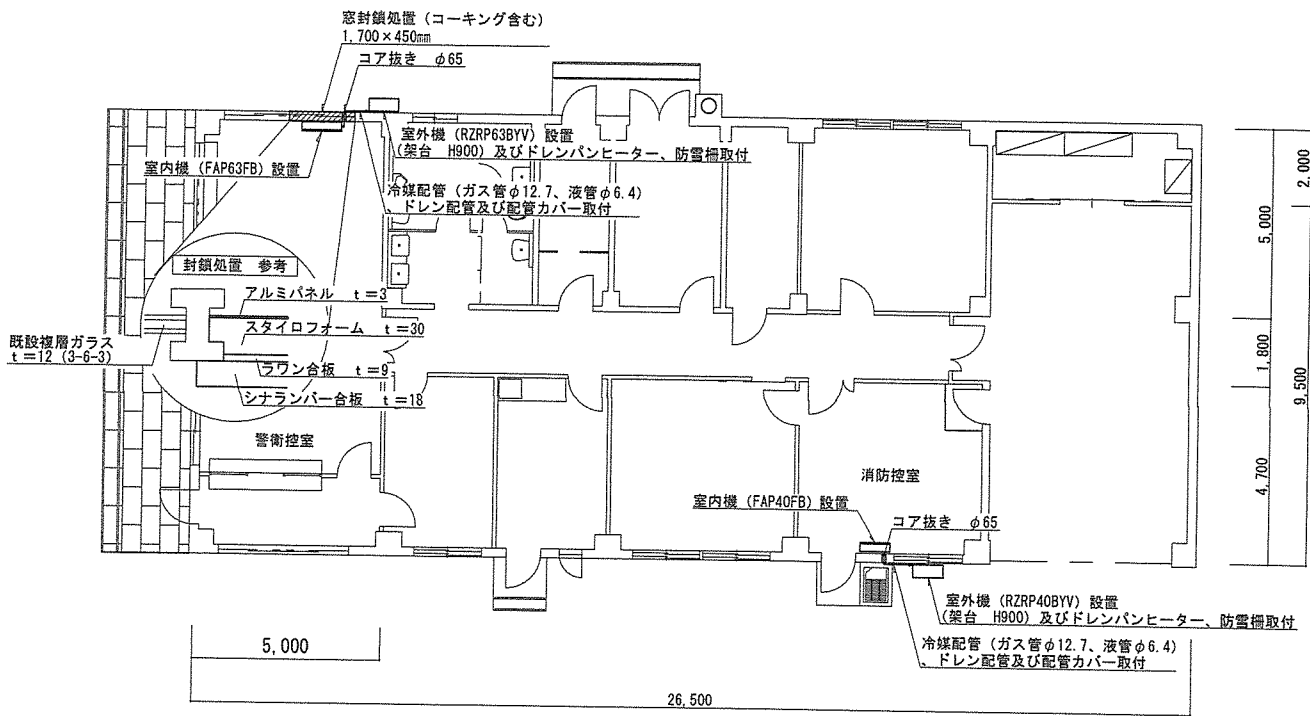 窓封鎖処置（コーキング含む）
1,700×450㎜
コア抜き　φ65
室外機（RZRP63BYV）設置
（架台　H900）及びドレンパンヒーター、防雪柵取付
室内機（FAP63FB）設置
冷媒配管（ガス管φ12.7、液管φ6.4）
、ドレン配管及び配管カバー取付
2,000
5,000
封鎖処置　参考
アルミパネル　t＝3
スタイロフォーム　t＝30
既設複層ガラス
t＝12（3-6-3）
ラワン合板　t＝9
シナランバー合板　t＝18
1,800
9,500
警衛控室
消防控室
4,700
室内機（FAP40FB）設置
コア抜き　φ65
室外機（RZRP40BYV）設置
（架台　H900）及びドレンパンヒーター、防雪柵取付
冷媒配管（ガス管φ12.7、液管φ6.4）
、ドレン配管及び配管カバー取付
5,000
26,500